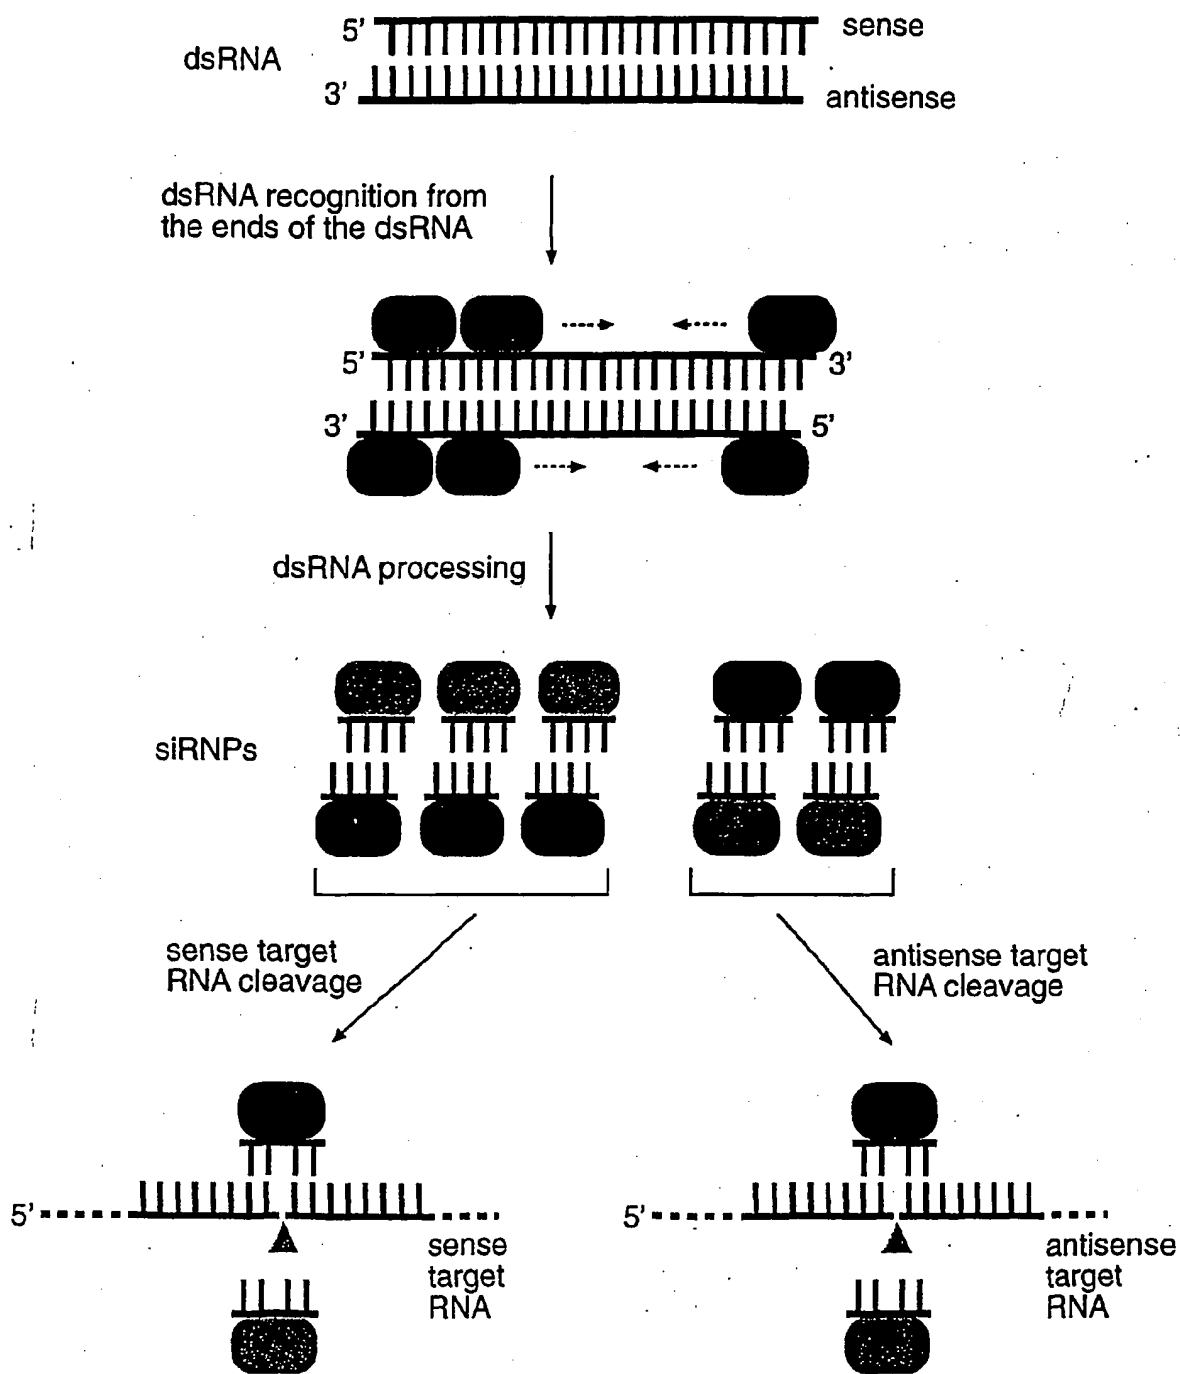 5'
sense
dsRNA
3'
antisense
dsRNA recognition from
the ends of the dsRNA
5'
3'
3'
5'
dsRNA processing
siRNPs
sense target
RNA cleavage
antisense target
RNA cleavage
5'
sense
target
RNA
5'
antisense
target
RNA